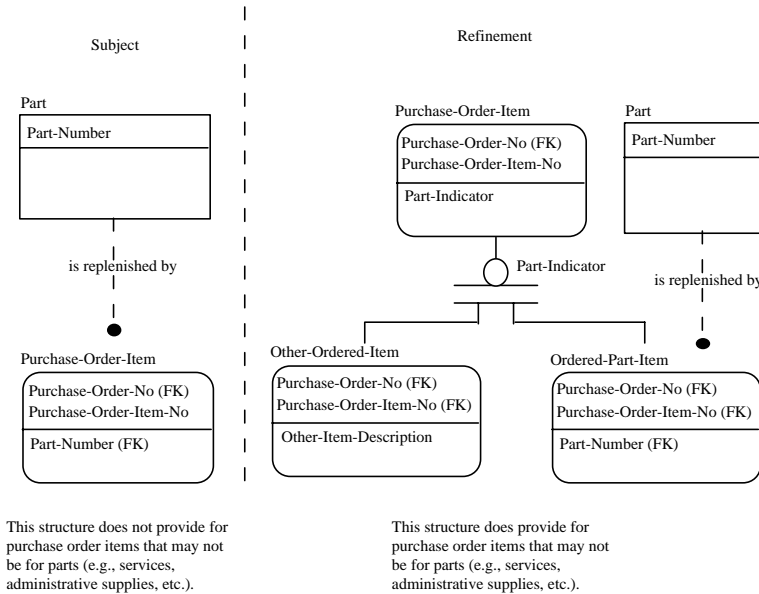 Subject
Part
Part-Number
is replenished by
Purchase-Order-Item
Purchase-Order-No (FK)
Purchase-Order-Item-No
Part-Number (FK)
This structure does not provide for
purchase order items that may not
be for parts (e.g., services,
administrative supplies, etc.).
Refinement
Purchase-Order-Item
Purchase-Order-No (FK)
Purchase-Order-Item-No
Part-Indicator
Part
Part-Number
Part-Indicator
is replenished by
Other-Ordered-Item
Purchase-Order-No (FK)
Purchase-Order-Item-No (FK)
Other-Item-Description
Ordered-Part-Item
Purchase-Order-No (FK)
Purchase-Order-Item-No (FK)
Part-Number (FK)
This structure does provide for
purchase order items that may not
be for parts (e.g., services,
administrative supplies, etc.).